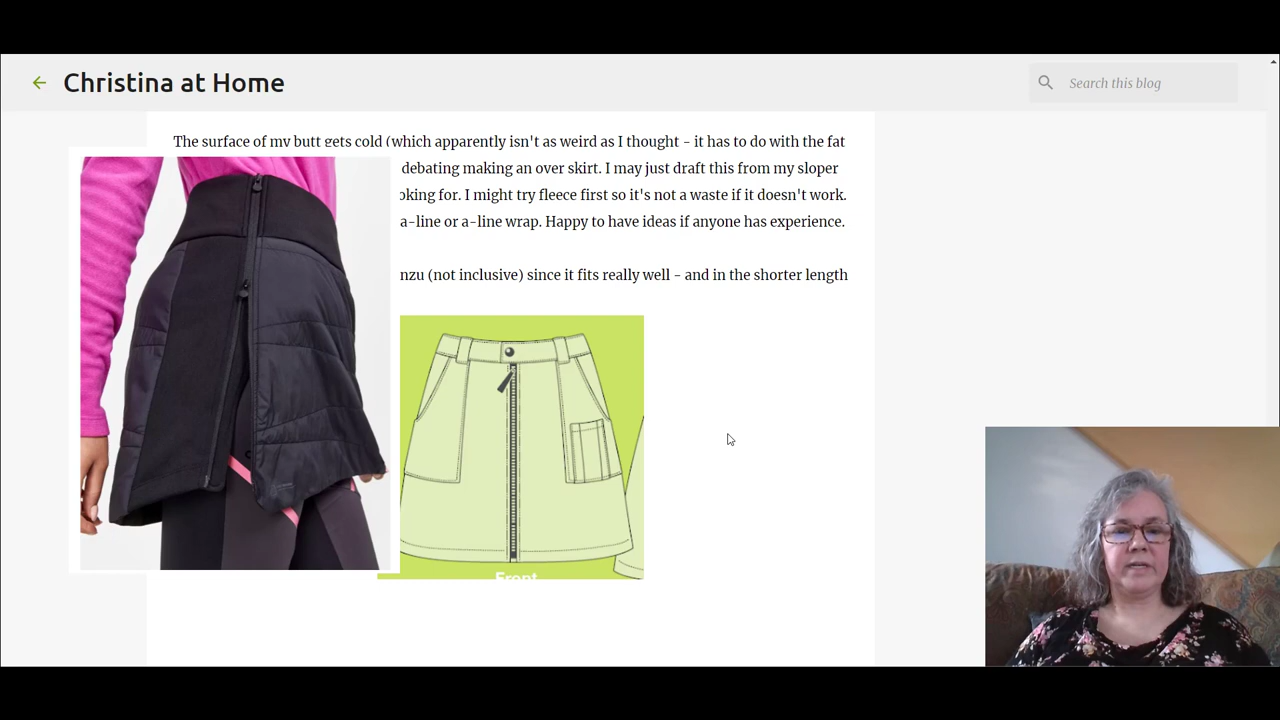 Christina at Home
Search this blog
The surface of my butt gets cold (which apparently isn't as weird as I thought - it has to do with the fat
debating making an over skirt. I may just draft this from my sloper
oking for. I might try fleece first so it's not a waste if it doesn't work.
a-line or a-line wrap. Happy to have ideas if anyone has experience.
nzu (not inclusive) since it fits really well - and in the shorter length
Front